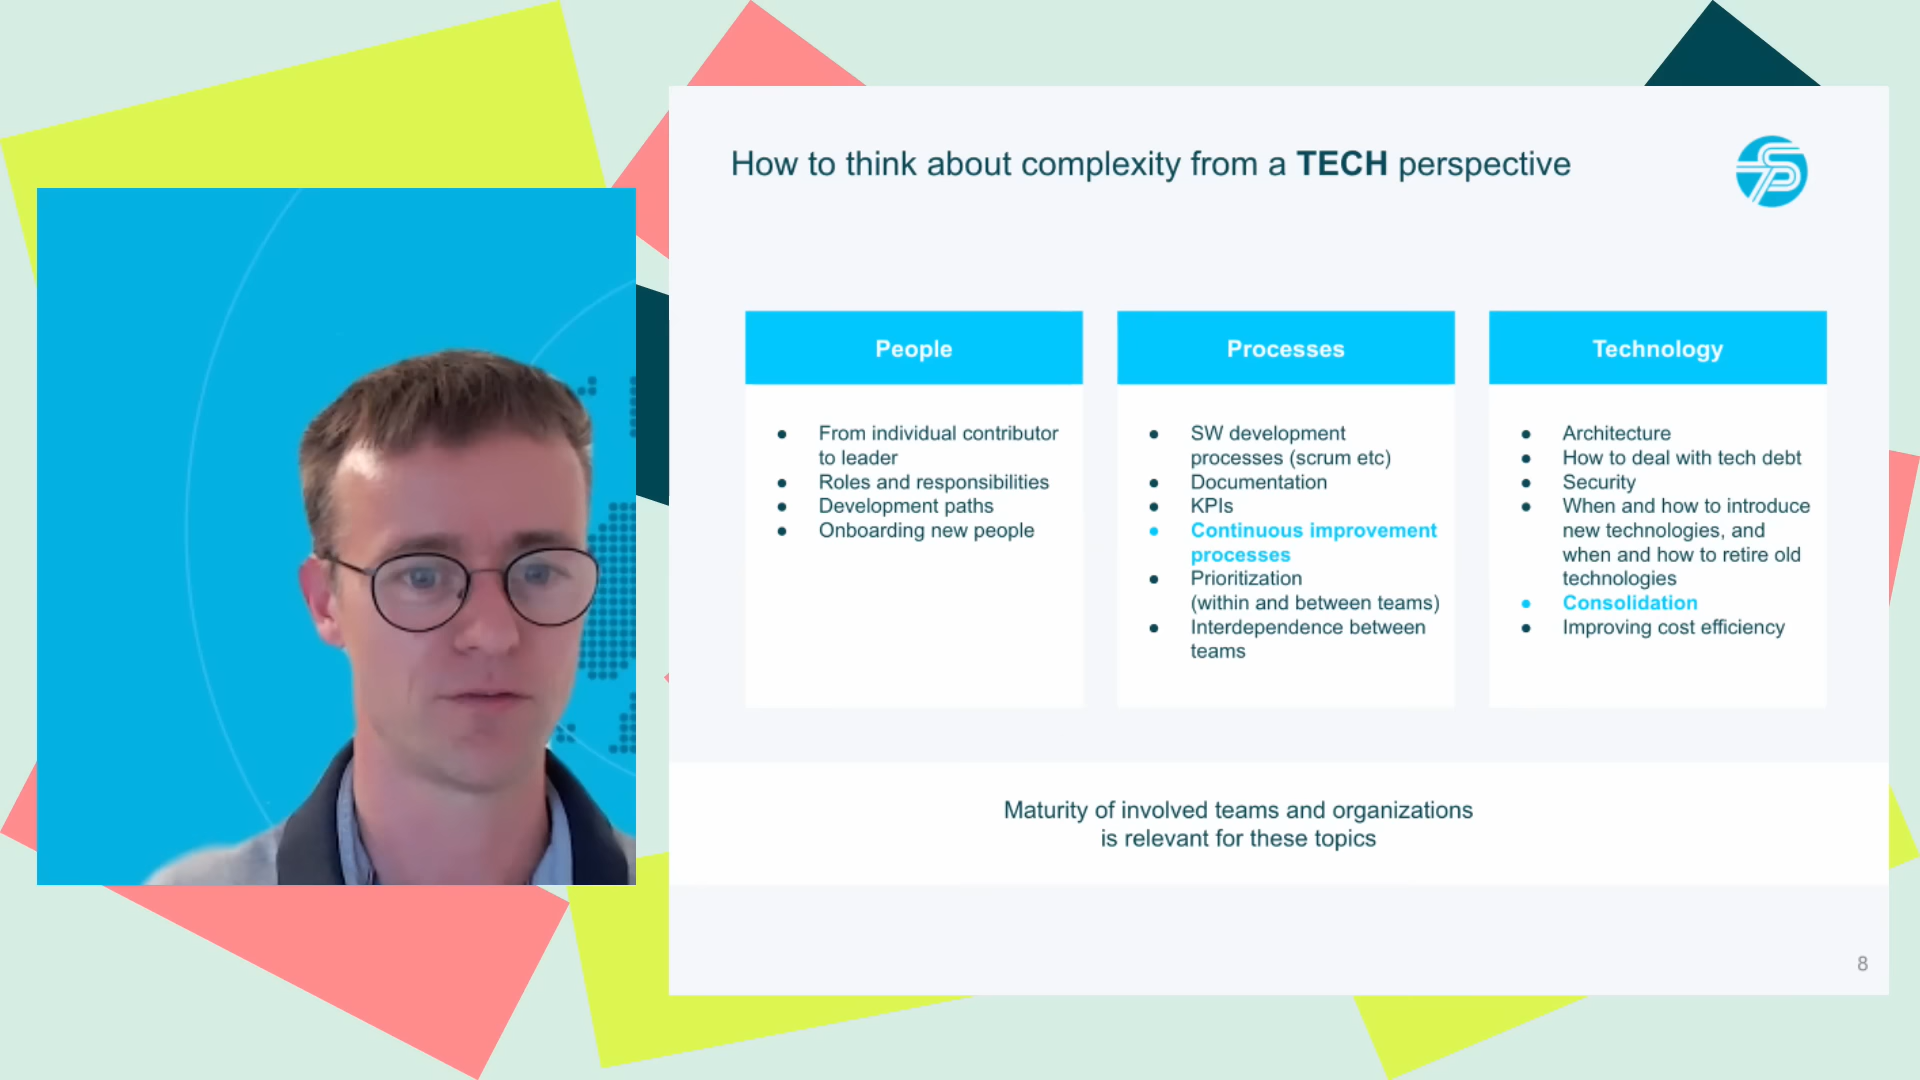 How to think about complexity from a TECH perspective
People
From individual contributor
to leader
Roles and responsibilities
Development paths
Onboarding new people
Processes
SW development
processes (scrum etc)
Documentation
KPIs
Continuous improvement
processes
Prioritization
(within and between teams)
Interdependence between
teams
Technology
Architecture
How to deal with tech debt
Security
When and how to introduce
new technologies, and
when and how to retire old
technologies
Consolidation
Improving cost efficiency
Maturity of involved teams and organizations
is relevant for these topics
8